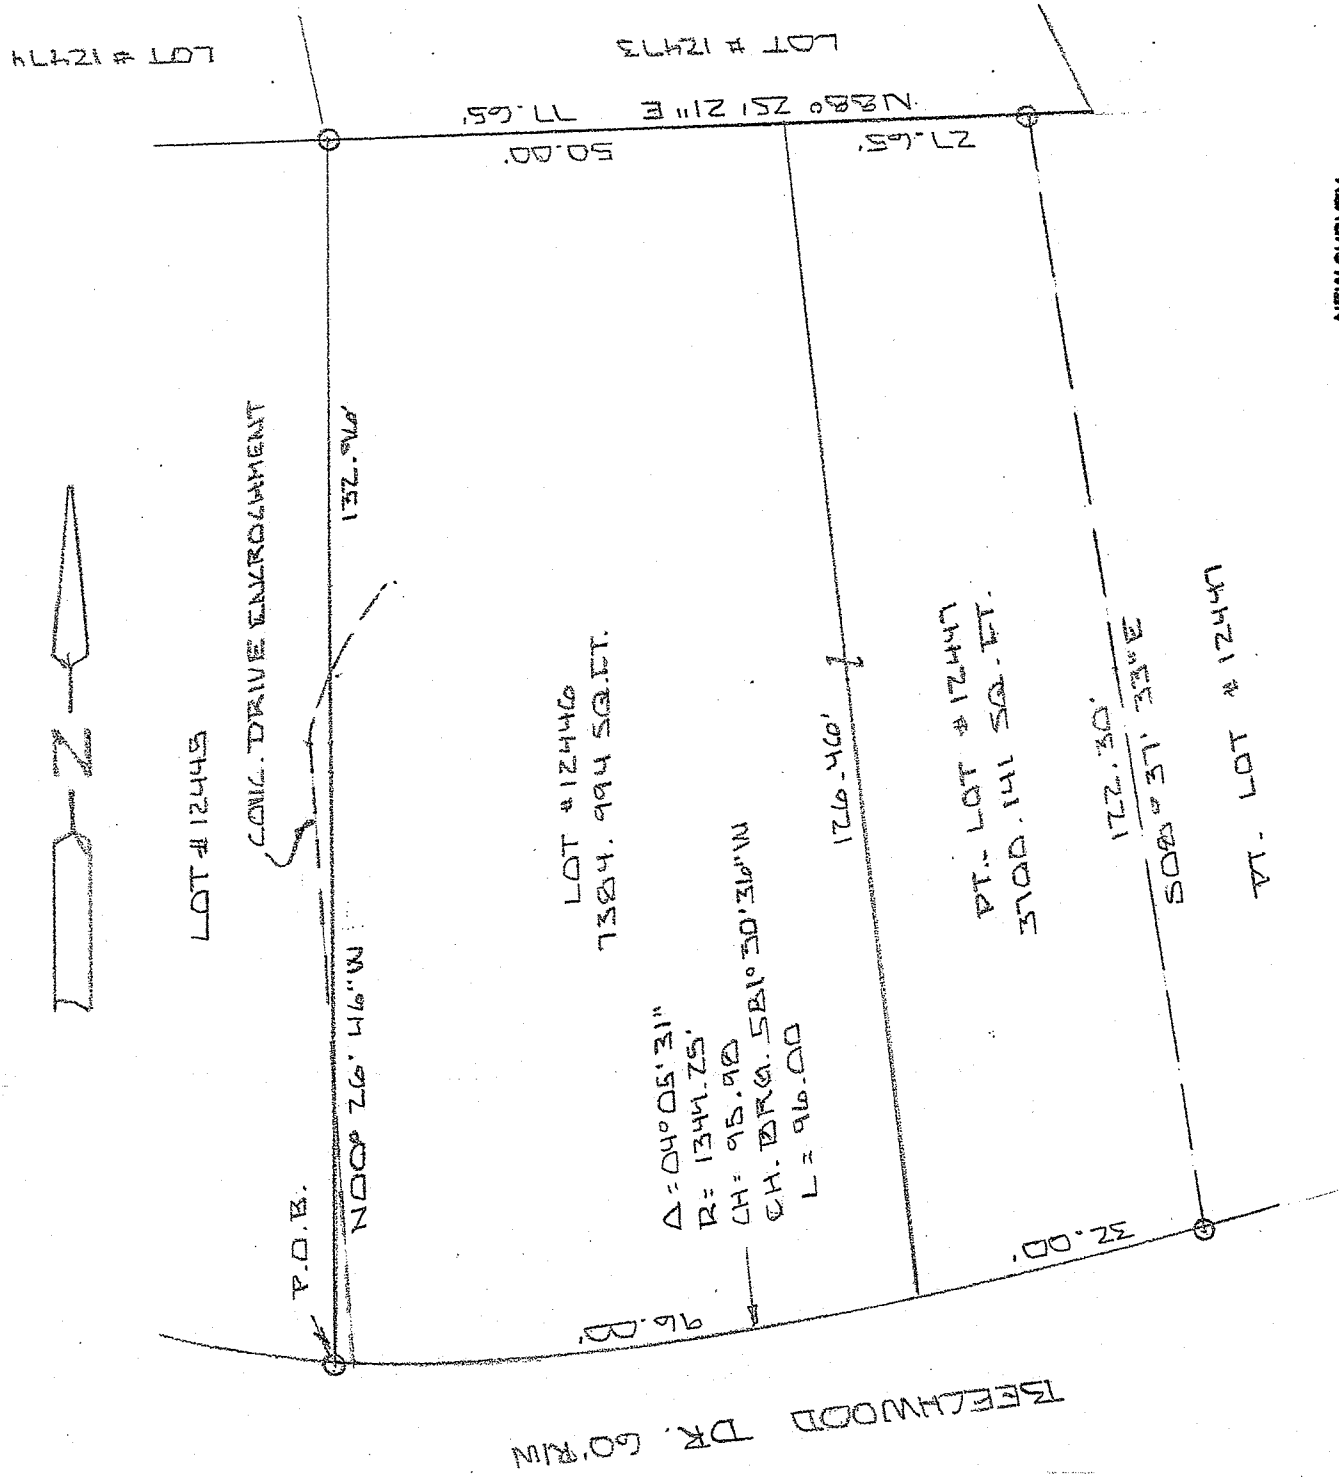 LOT # 12474
LOT # 12473
N88° 25' 21" E 77.65'
50.00'
27.65'
N
LOT # 12445
CONC. DRIVE ENCROCHMENT
132.96'
N00° 26' 46" W
P.O.B.
LOT # 12446
7384.994 SQ.FT.
Δ = 04° 05' 31"
R = 1344.25'
CH = 95.98
CH. BRG. S81° 30' 36" W
L = 96.00
126.46'
PT. LOT # 12447
3700.141 SQ. FT.
122.30'
S08° 37' 33" E
PT. LOT # 12447
96.00'
32.00'
BEECHWOOD DR. 60' R/W